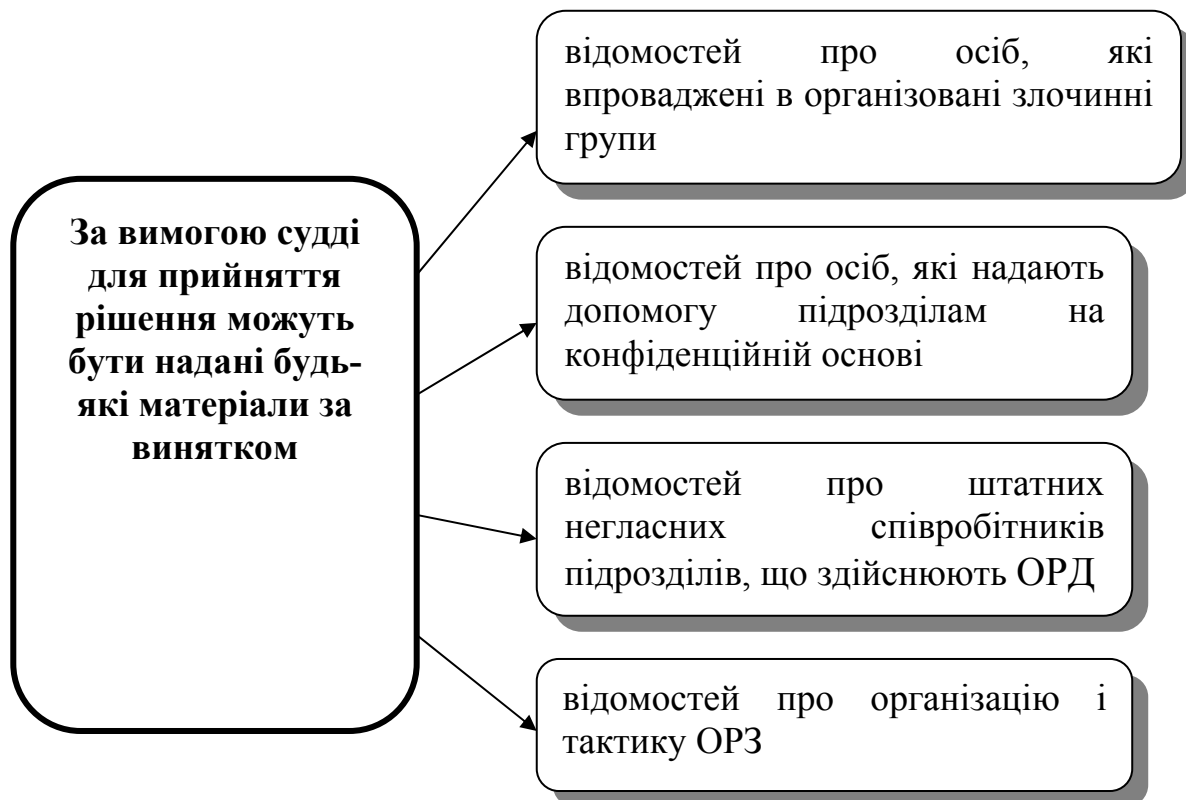 За вимогою судді
для прийняття
рішення можуть
бути надані будь-
які матеріали за
винятком
відомостей про осіб, які
впроваджені в організовані злочинні
групи
відомостей про осіб, які надають
допомогу підрозділам на
конфіденційній основі
відомостей про штатних
негласних співробітників
підрозділів, що здійснюють ОРД
відомостей про організацію і
тактику ОРЗ